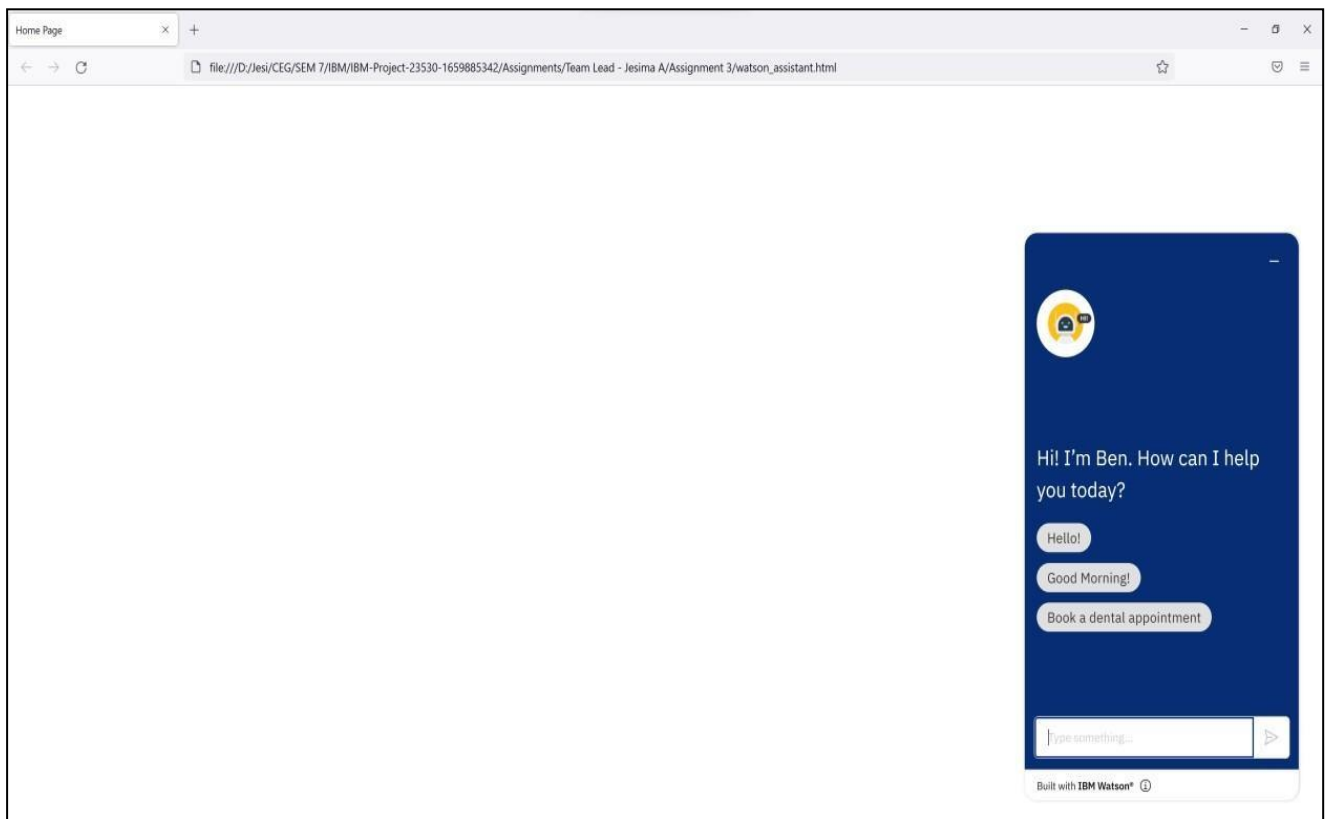 Home Page
file:///D:/Jesi/CEG/SEM 7/IBM/IBM-Project-23530-1659885342/Assignments/Team Lead - Jesima A/Assignment 3/watson_assistant.html
Hi! I'm Ben. How can I help
you today?
Hello!
Good Morning!
Book a dental appointment
Type something...
Built with IBM Watson®